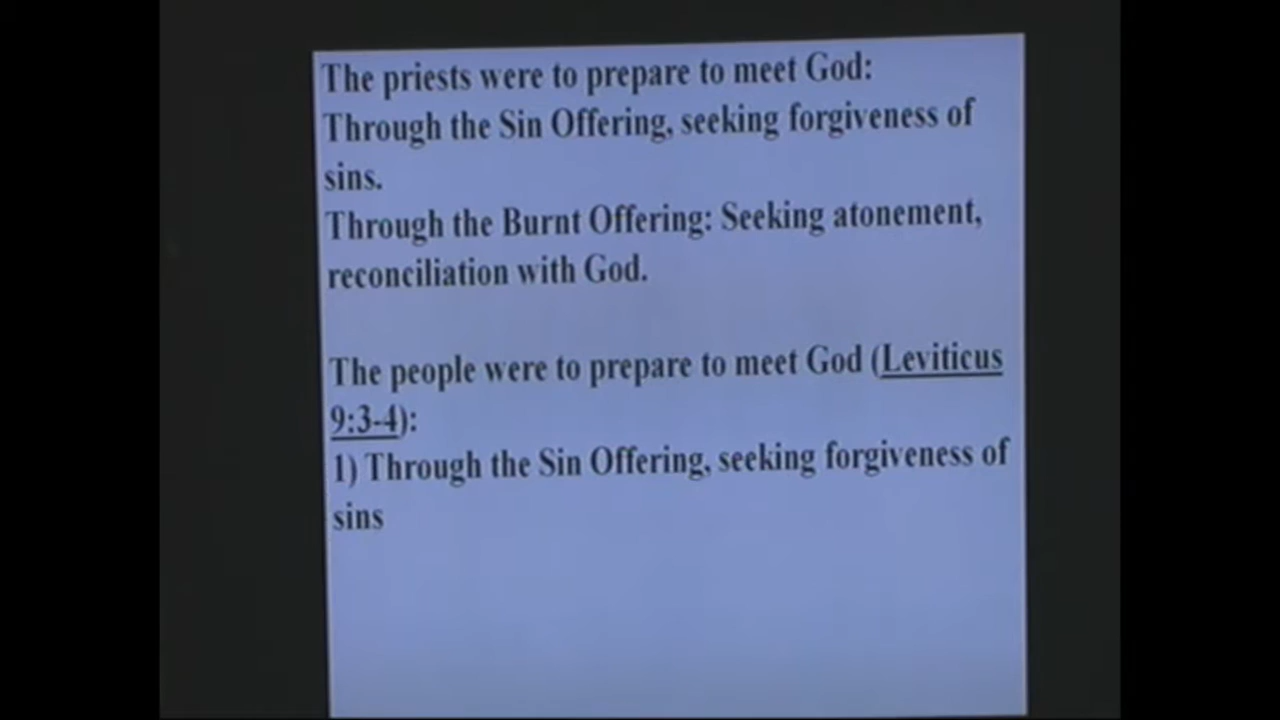 The priests were to prepare to meet God:
Through the Sin Offering, seeking forgiveness of
sins.
Through the Burnt Offering: Seeking atonement,
reconciliation with God.
The people were to prepare to meet God (Leviticus
9:3-4):
1) Through the Sin Offering, seeking forgiveness of
sins